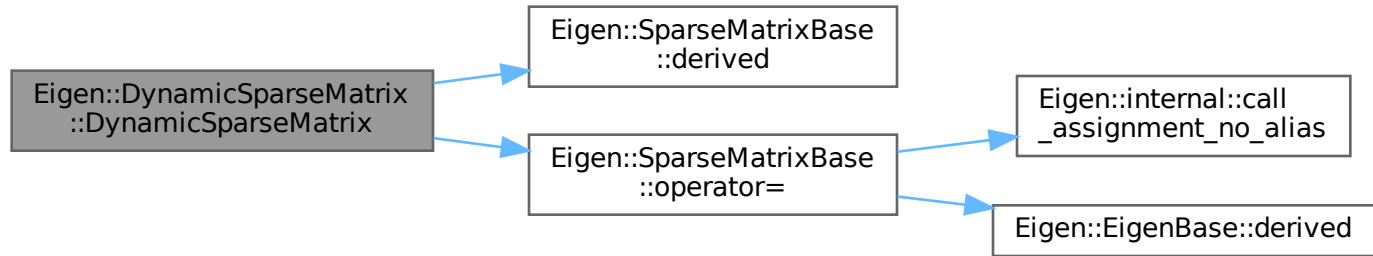 Eigen::DynamicSparseMatrix
::DynamicSparseMatrix
Eigen::SparseMatrixBase
::derived
Eigen::SparseMatrixBase
::operator=
Eigen::internal::call
_assignment_no_alias
Eigen::EigenBase::derived